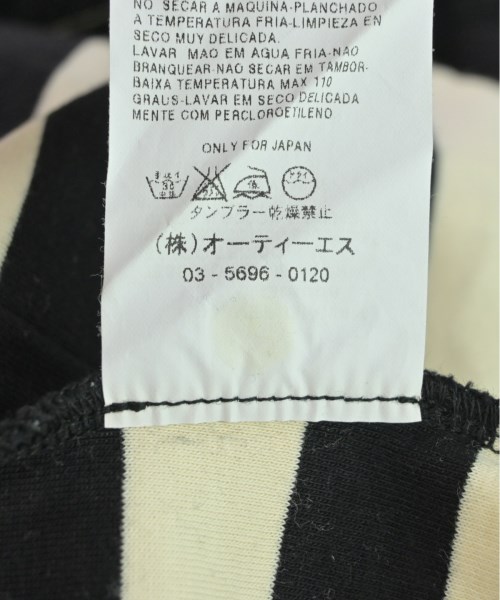 NO SECAR A MAQUINA-PLANCHADO
A TEMPERATURA FRIA-LIMPIEZA EN
SECO MUY DELICADA.
LAVAR MAO EM AGUA FRIA-NAO
BRANQUEAR-NAO SECAR EM TAMBOR-
BAIXA TEMPERATURA MAX 110
GRAUS-LAVAR EM SECO DELICADA
MENTE COM PERCLOROETILENO
ONLY FOR JAPAN
タンブラー乾燥禁止
(株)オーティーエス
03-5696-0120